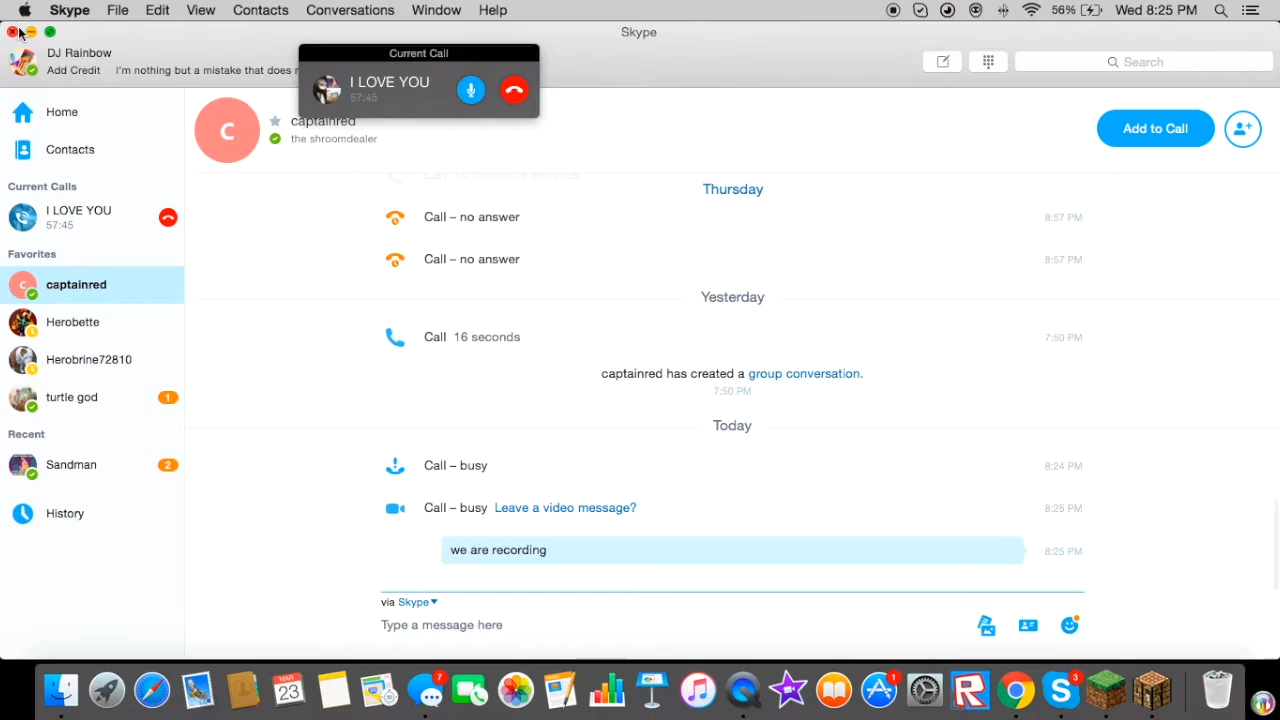 Skype File Edit View Contacts Conversations Window Help 56% Wed 8:25 PM
Skype
DJ Rainbow
Add Credit I'm nothing but a mistake that does n
Search
Current Call
I LOVE YOU
57:45
Home
Contacts
Current Calls
I LOVE YOU
57:45
Favorites
captainred
Herobette
Herobrine72810
turtle god 1
Recent
Sandman 2
History
C
captainred
the shroomdealer
Add to Call
Thursday
Call – no answer 8:57 PM
Call – no answer 8:57 PM
Yesterday
Call 16 seconds 7:50 PM
captainred has created a group conversation.
7:50 PM
Today
Call – busy 8:24 PM
Call – busy Leave a video message? 8:25 PM
we are recording 8:25 PM
via Skype
Type a message here
MAR
23
7
1
3